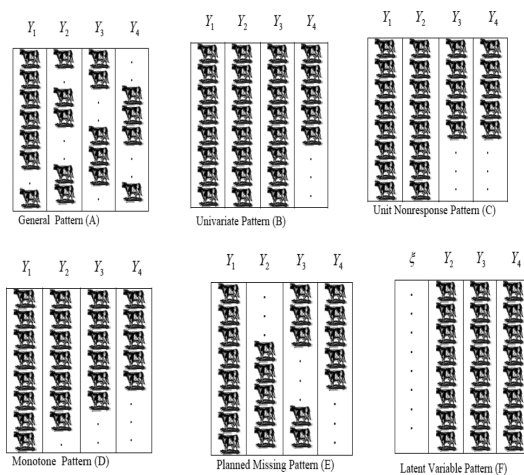 Y1 Y2 Y3 Y4
General Pattern (A)
Y1 Y2 Y3 Y4
Univariate Pattern (B)
Y1 Y2 Y3 Y4
Unit Nonresponse Pattern (C)
Y1 Y2 Y3 Y4
Monotone Pattern (D)
Y1 Y2 Y3 Y4
Planned Missing Pattern (E)
ξ Y2 Y3 Y4
Latent Variable Pattern (F)